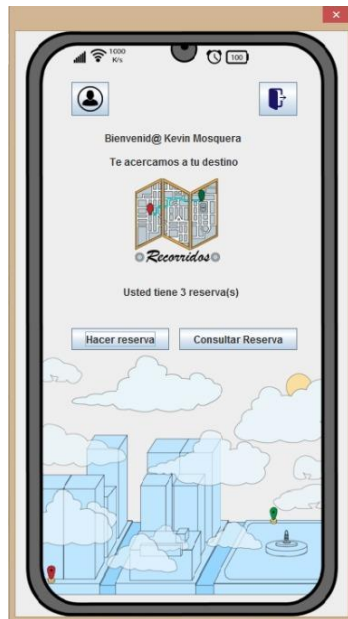 1000
K/s
100
Bienvenid@ Kevin Mosquera
Te acercamos a tu destino
Recorridos
Usted tiene 3 reserva(s)
Hacer reserva
Consultar Reserva